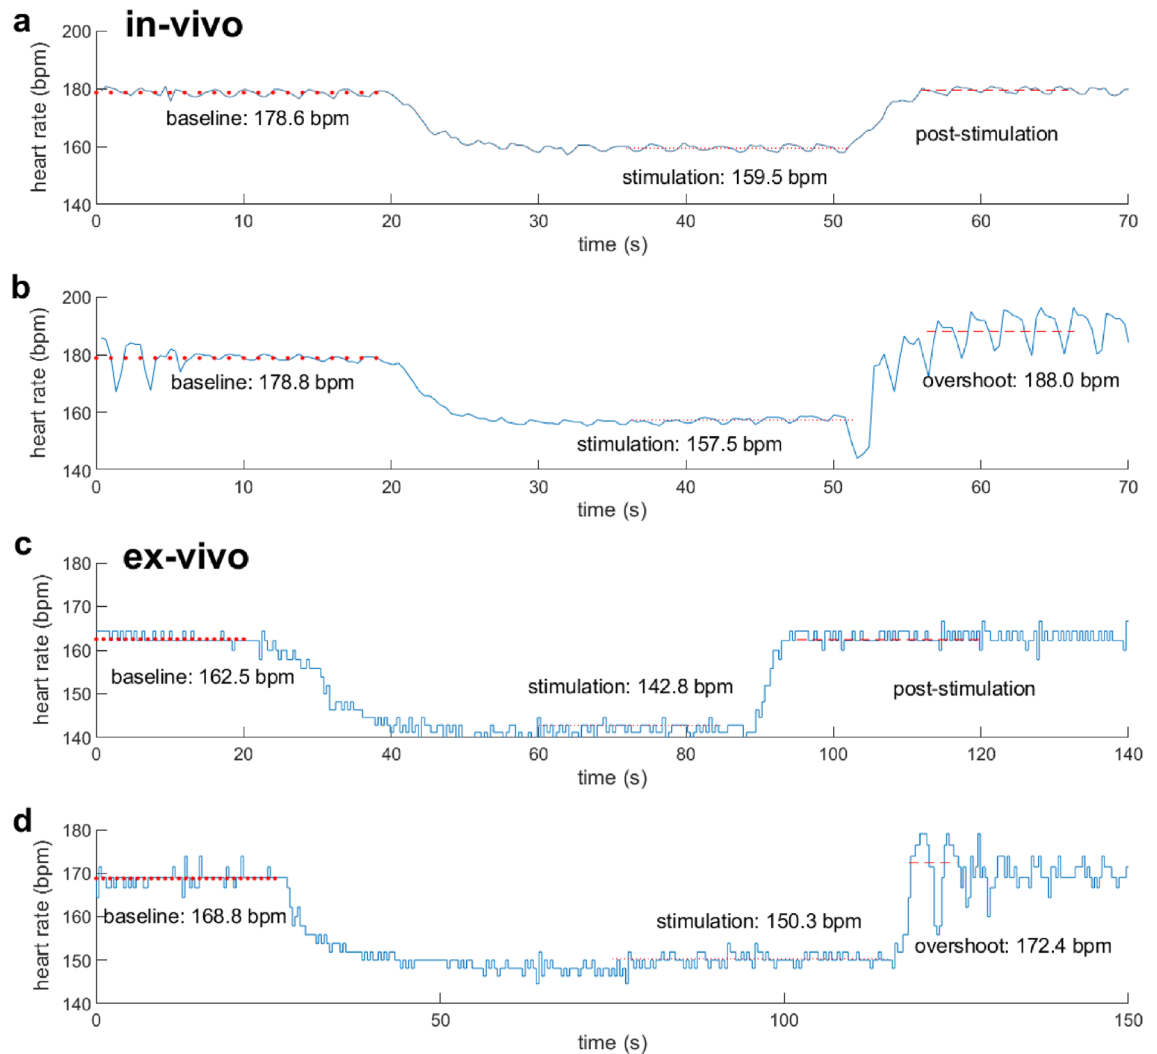 a in-vivo
200
180
160
140
heart rate (bpm)
baseline: 178.6 bpm
stimulation: 159.5 bpm
post-stimulation
0 10 20 30 40 50 60 70
time (s)
b
200
180
160
140
heart rate (bpm)
baseline: 178.8 bpm
stimulation: 157.5 bpm
overshoot: 188.0 bpm
0 10 20 30 40 50 60 70
time (s)
c ex-vivo
180
170
160
150
140
heart rate (bpm)
baseline: 162.5 bpm
stimulation: 142.8 bpm
post-stimulation
0 20 40 60 80 100 120 140
time (s)
d
180
170
160
150
140
heart rate (bpm)
baseline: 168.8 bpm
stimulation: 150.3 bpm
overshoot: 172.4 bpm
0 50 100 150
time (s)